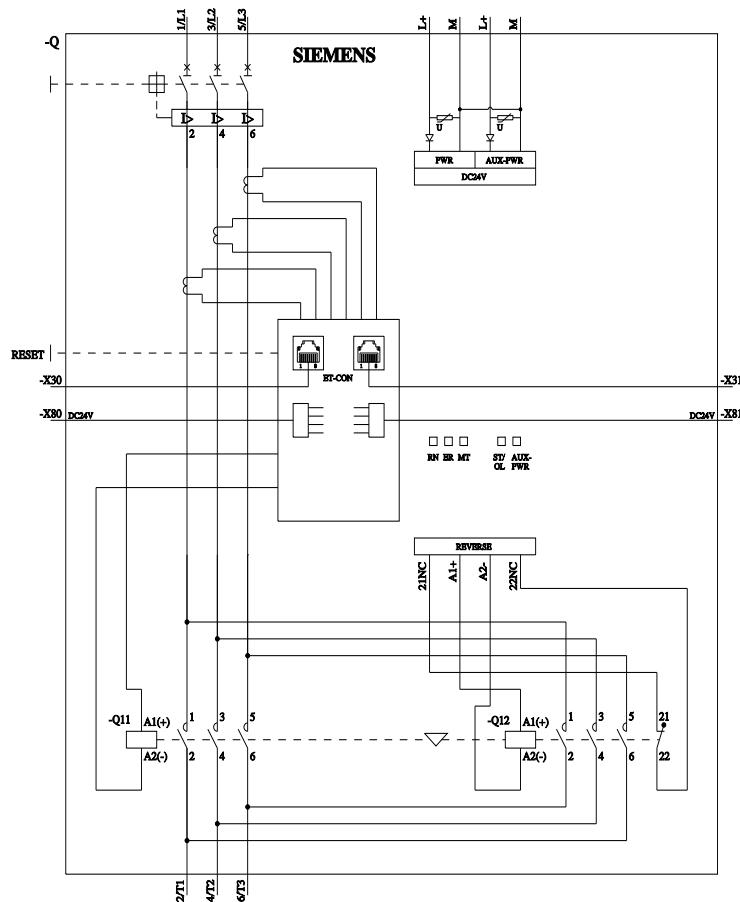 1/L1 3/L2 5/L3 L+ M L+ M
-Q
SIEMENS
I> I> I>
2 4 6
U U
PWR AUX-PWR
DC24V
RESET
1 8 1 8
ET-CON
-X30 -X31
-X80 DC24V DC24V -X81
RN ER MT ST/ AUX-
OL PWR
REVERSE
21NC A1+ A2- 22NC
-Q11 A1(+) 1 3 5 -Q12 A1(+) 1 3 5 21
A2(-) 2 4 6 A2(-) 2 4 6 22
2/T1 4/T2 6/T3